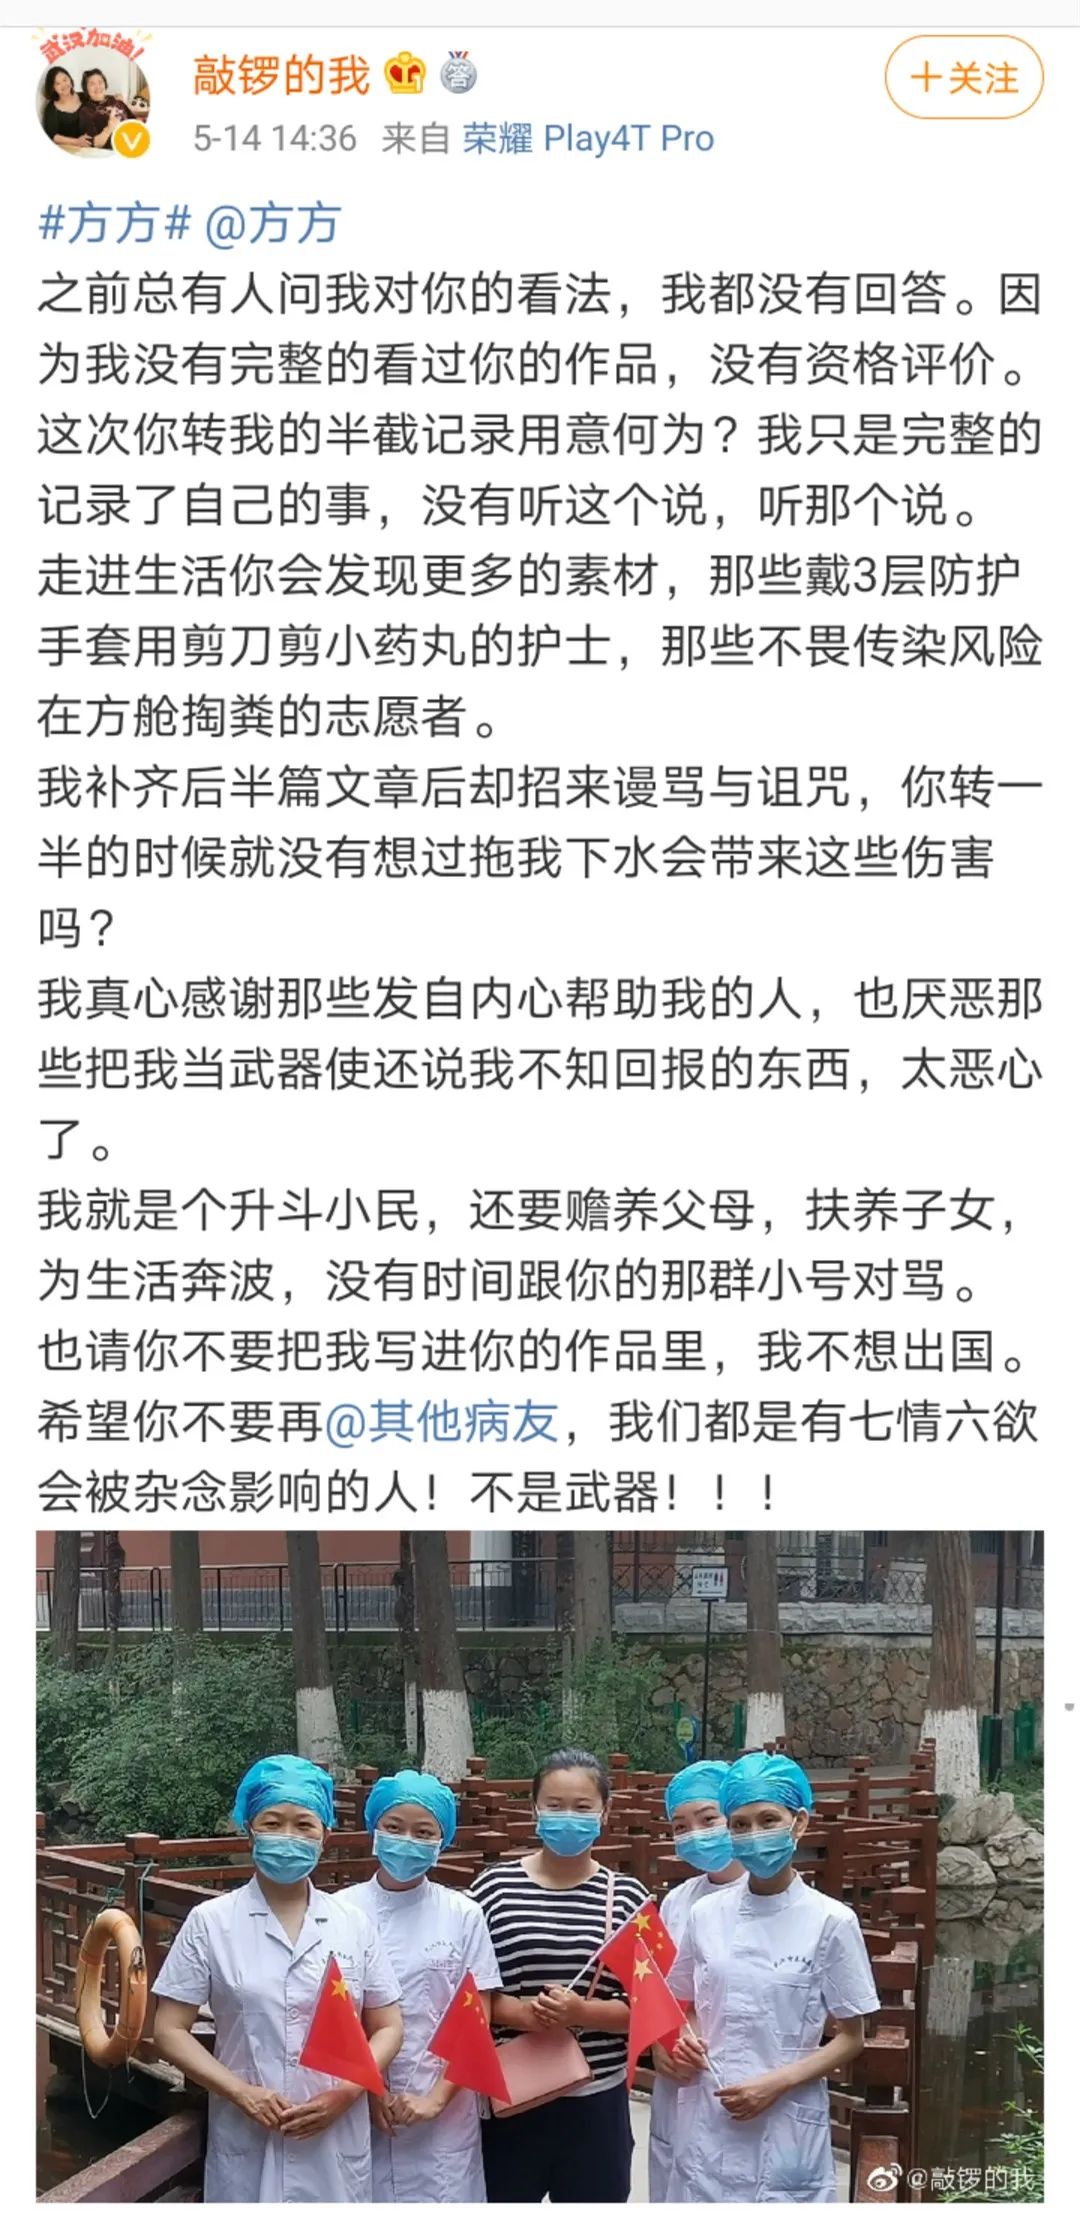 武汉加油!
敲锣的我 答
+关注
5-14 14:36 来自 荣耀 Play4T Pro
#方方# @方方
之前总有人问我对你的看法，我都没有回答。因
为我没有完整的看过你的作品，没有资格评价。
这次你转我的半截记录用意何为？我只是完整的
记录了自己的事，没有听这个说，听那个说。
走进生活你会发现更多的素材，那些戴3层防护
手套用剪刀剪小药丸的护士，那些不畏传染风险
在方舱掏粪的志愿者。
我补齐后半篇文章后却招来谩骂与诅咒，你转一
半的时候就没有想过拖我下水会带来这些伤害
吗？
我真心感谢那些发自内心帮助我的人，也厌恶那
些把我当武器使还说我不知回报的东西，太恶心
了。
我就是个升斗小民，还要赡养父母，扶养子女，
为生活奔波，没有时间跟你的那群小号对骂。
也请你不要把我写进你的作品里，我不想出国。
希望你不要再@其他病友，我们都是有七情六欲
会被杂念影响的人！不是武器！！！
@敲锣的我